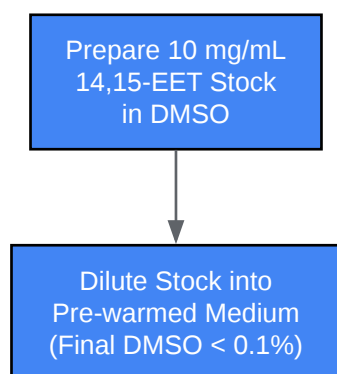 Prepare 10 mg/mL
14,15-EET Stock
in DMSO
Dilute Stock into
Pre-warmed Medium
(Final DMSO < 0.1%)